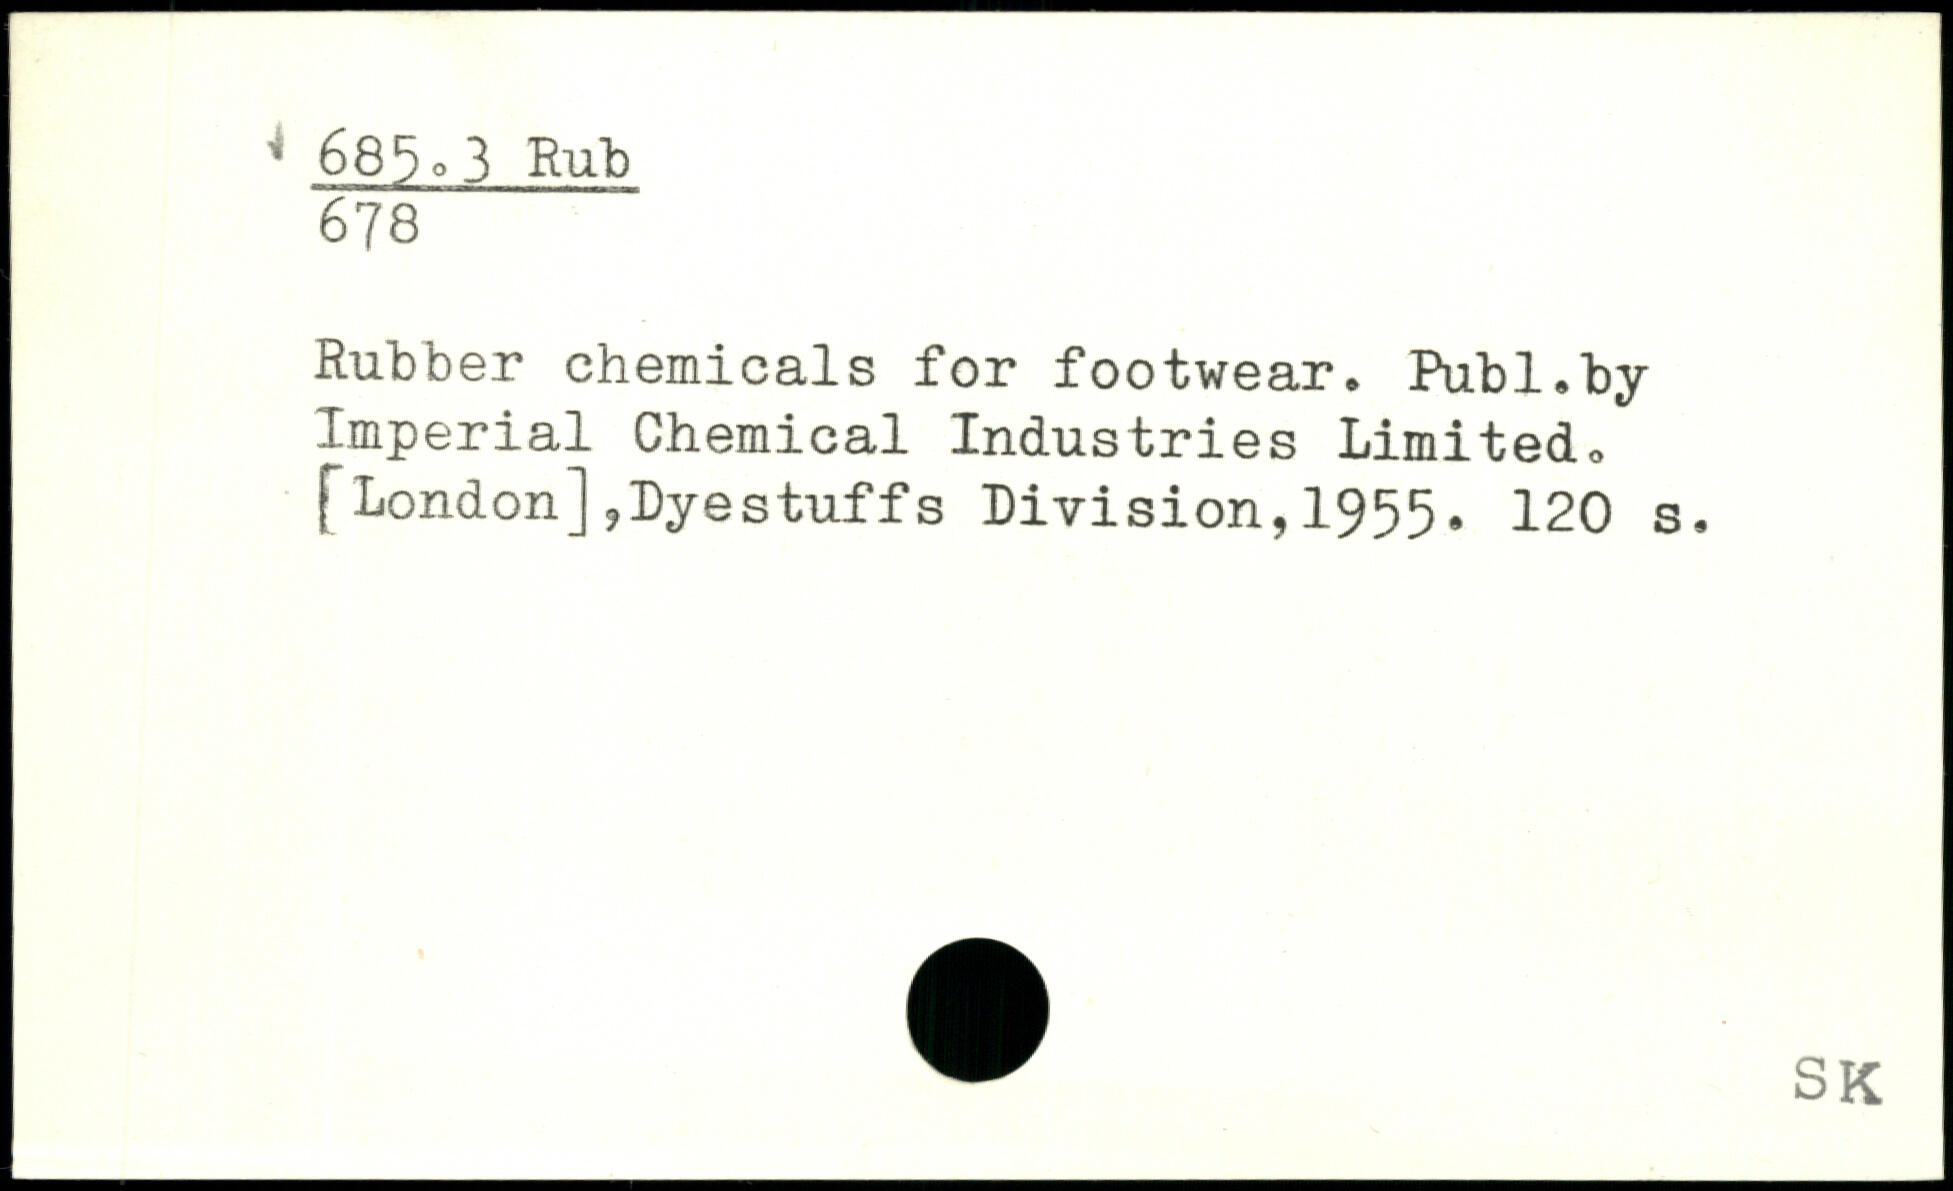 685.3 Rub
678
Rubber chemicals for footwear. Publ.by
Imperial Chemical Industries Limited.
[London],Dyestuffs Division,1955. 120 s.
SK